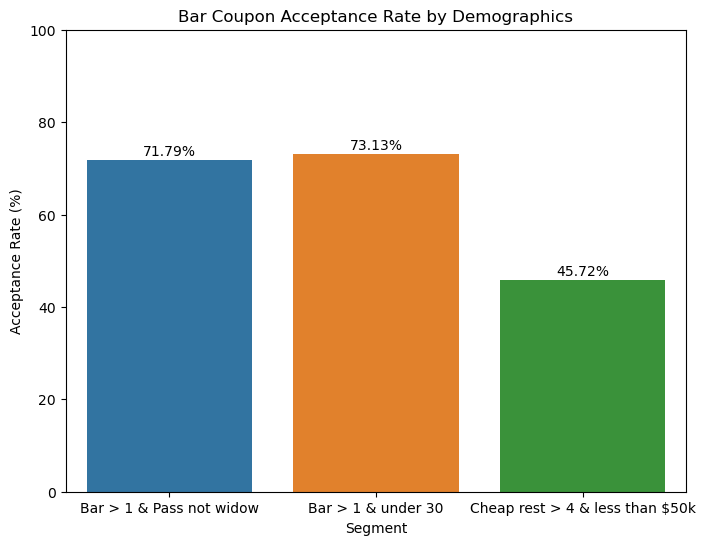 Bar Coupon Acceptance Rate by Demographics
100
80
60
40
20
0
Acceptance Rate (%)
71.79%
73.13%
45.72%
Bar > 1 & Pass not widow
Bar > 1 & under 30
Cheap rest > 4 & less than $50k
Segment